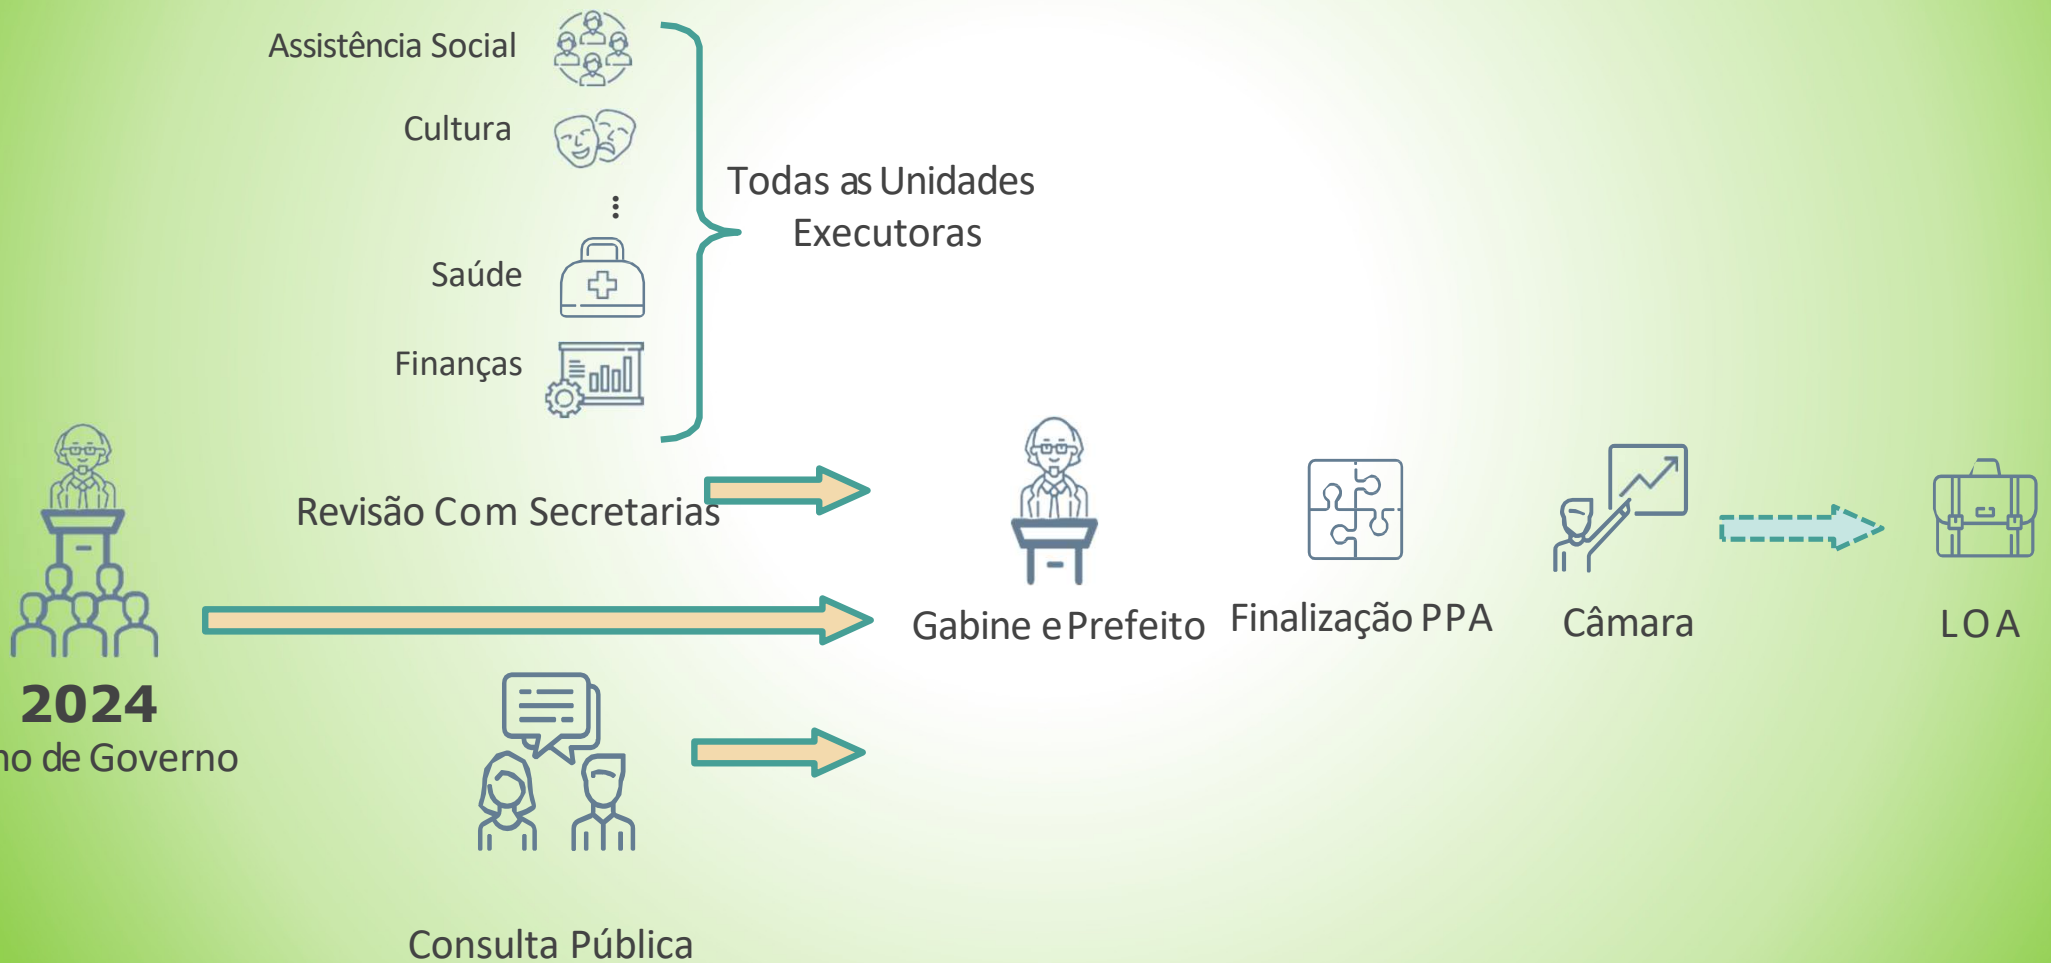 Assistência Social
Cultura
Todas as Unidades
Executoras
Saúde
Finanças
Revisão Com Secretarias
Gabine e Prefeito
Finalização PPA
Câmara
LOA
2024
no de Governo
Consulta Pública